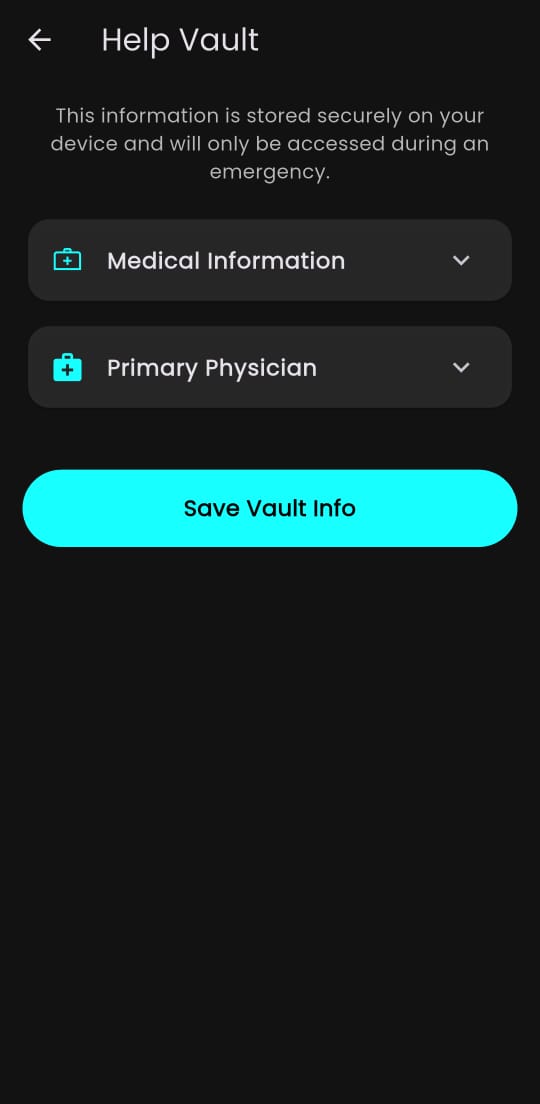 Help Vault
This information is stored securely on your
device and will only be accessed during an
emergency.
Medical Information
Primary Physician
Save Vault Info